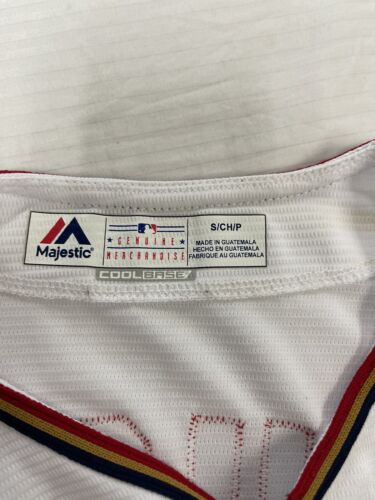 Majestic
GENUINE
MERCHANDISE
S/CH/P
MADE IN GUATEMALA
HECHO EN GUATEMALA
FABRIQUE AU GUATEMALA
COOLBASE